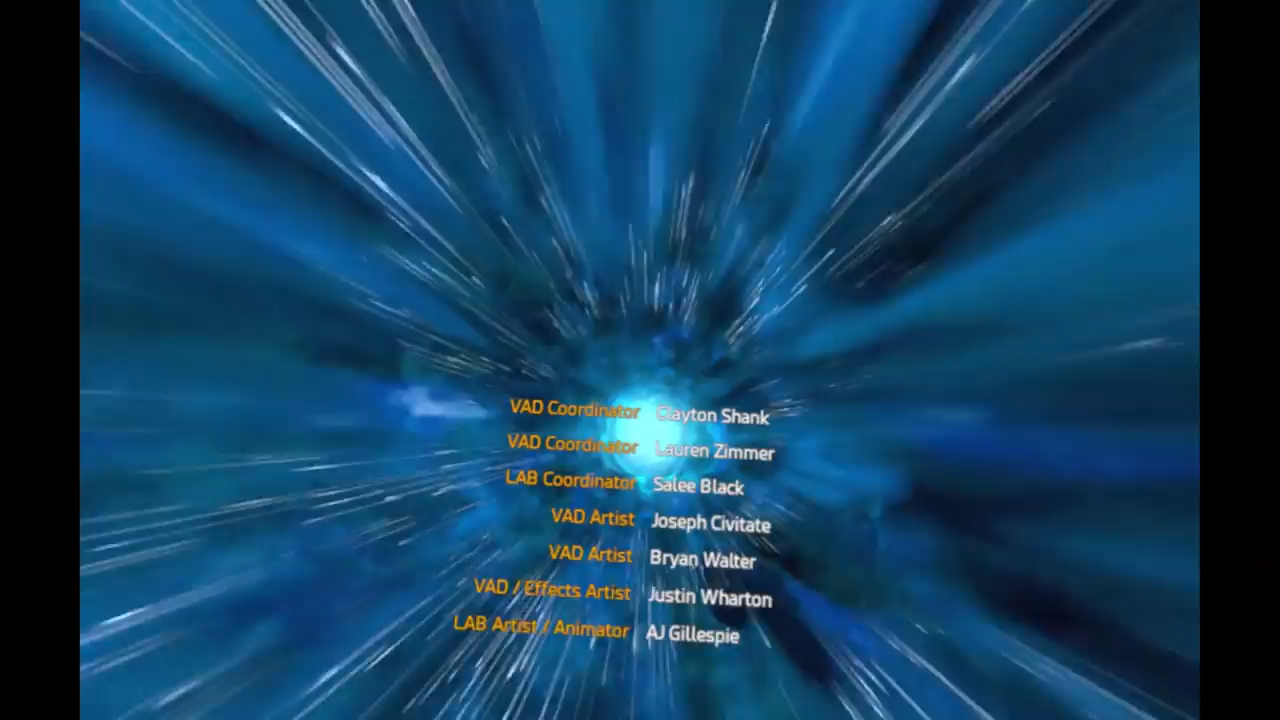 VAD Coordinator Clayton Shank
VAD Coordinator Lauren Zimmer
LAB Coordinator Salee Black
VAD Artist Joseph Civitate
VAD Artist Bryan Walter
VAD / Effects Artist Justin Wharton
LAB Artist / Animator AJ Gillespie